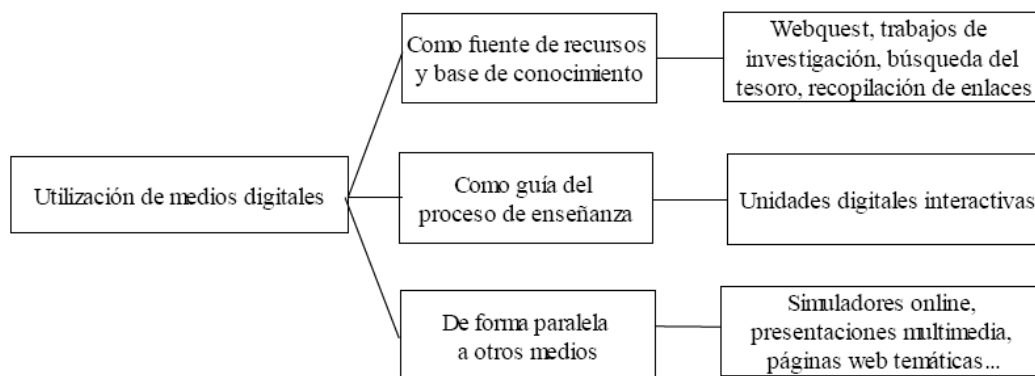 Como fuente de recursos
y base de conocimiento
Webquest, trabajos de
investigación, búsqueda del
tesoro, recopilación de enlaces
Utilización de medios digitales
Como guía del
proceso de enseñanza
Unidades digitales interactivas
De forma paralela
a otros medios
Simuladores online,
presentaciones multimedia,
páginas web temáticas...